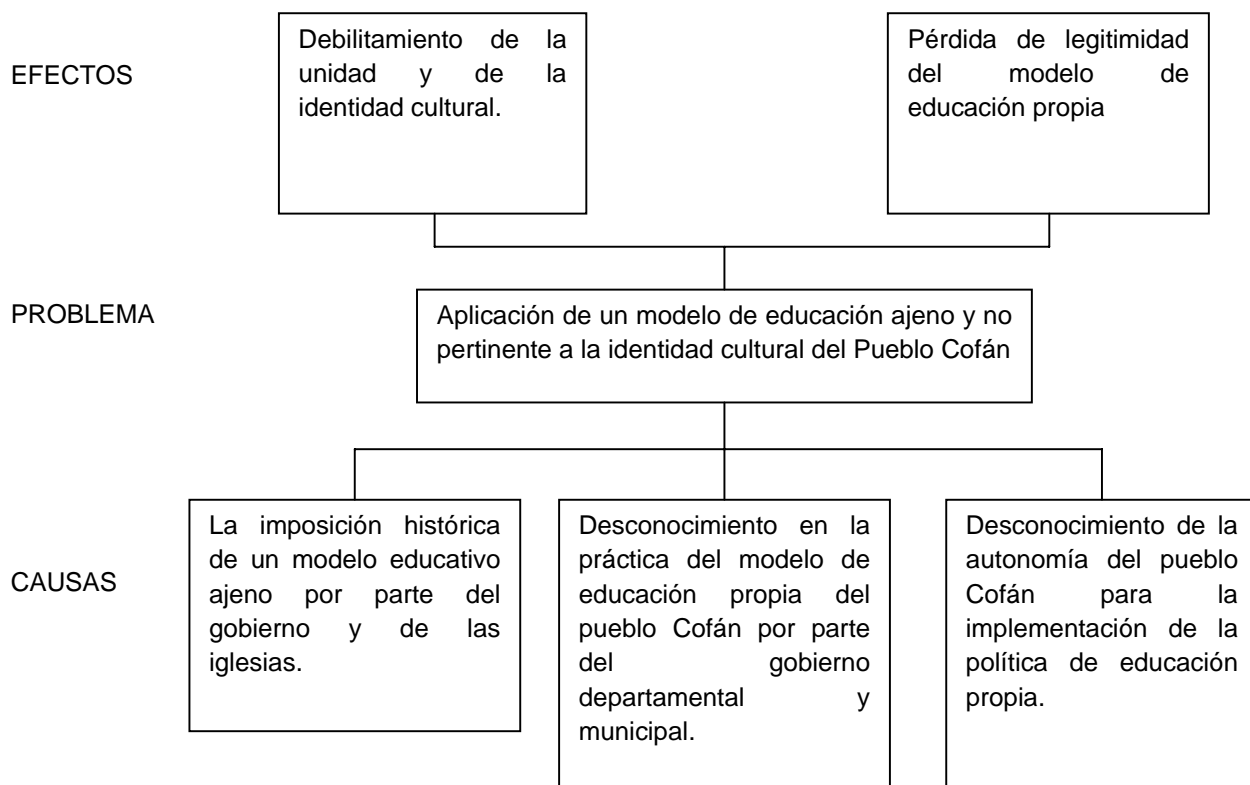 EFECTOS
Debilitamiento de la
unidad y de la
identidad cultural.
Pérdida de legitimidad
del modelo de
educación propia
PROBLEMA
Aplicación de un modelo de educación ajeno y no
pertinente a la identidad cultural del Pueblo Cofán
CAUSAS
La imposición histórica
de un modelo educativo
ajeno por parte del
gobierno y de las
iglesias.
Desconocimiento en la
práctica del modelo de
educación propia del
pueblo Cofán por parte
del gobierno
departamental y
municipal.
Desconocimiento de la
autonomía del pueblo
Cofán para la
implementación de la
política de educación
propia.